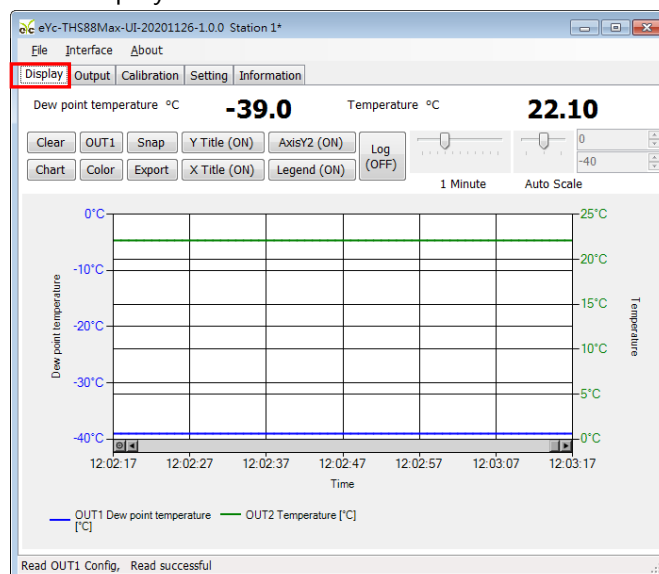 eYc-THS88Max-UI-20201126-1.0.0 Station 1*
File Interface About
Display Output Calibration Setting Information
Dew point temperature °C -39.0 Temperature °C 22.10
Clear OUT1 Snap Y Title (ON) AxisY2 (ON) Log (OFF) 0
Chart Color Export X Title (ON) Legend (ON) -40
1 Minute Auto Scale
0°C 25°C
20°C
-10°C
15°C
-20°C
10°C
-30°C
5°C
-40°C 0°C
Dew point temperature
Temperature
12:02:17 12:02:27 12:02:37 12:02:47 12:02:57 12:03:07 12:03:17
Time
OUT1 Dew point temperature OUT2 Temperature [°C]
[°C]
Read OUT1 Config, Read successful